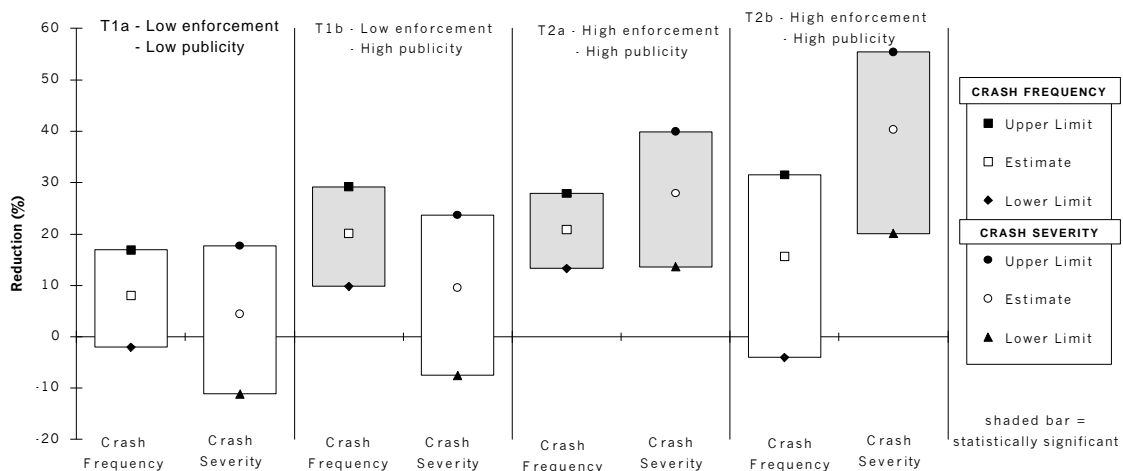 T1a - Low enforcement
- Low publicity
T1b - Low enforcement
- High publicity
T2a - High enforcement
- High publicity
T2b - High enforcement
- High publicity
Reduction (%)
60
50
40
30
20
10
0
-10
-20
Crash
Frequency
Crash
Severity
Crash
Frequency
Crash
Severity
Crash
Frequency
Crash
Severity
Crash
Frequency
Crash
Severity
CRASH FREQUENCY
Upper Limit
Estimate
Lower Limit
CRASH SEVERITY
Upper Limit
Estimate
Lower Limit
shaded bar =
statistically significant